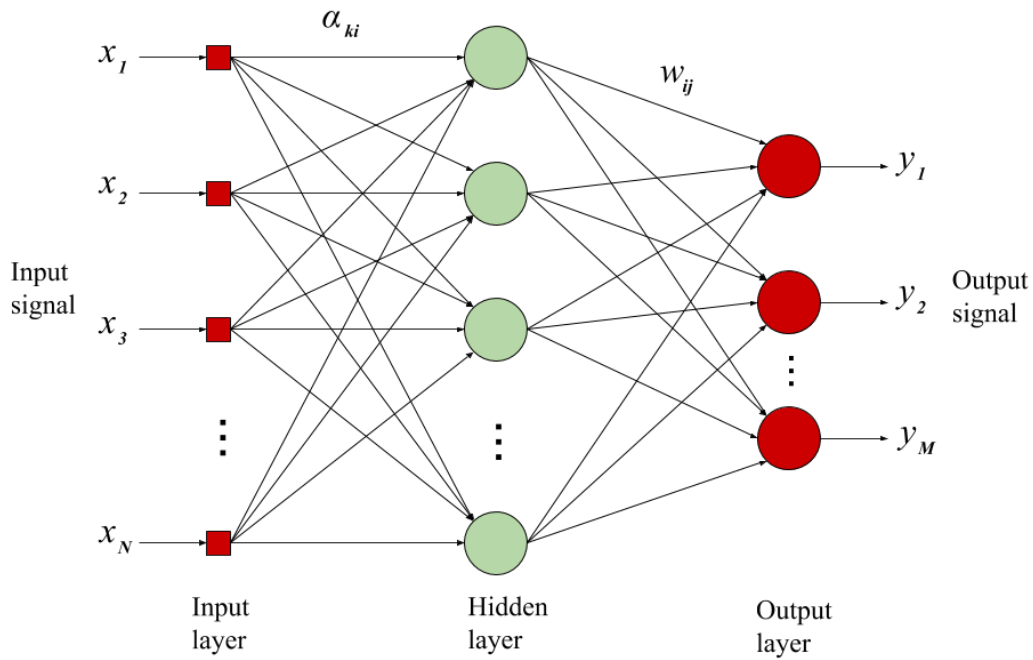 α_ki
x_1
w_ij
x_2
y_1
Input
signal
x_3
y_2
Output
signal
⋮
⋮
⋮
y_M
x_N
Input
layer
Hidden
layer
Output
layer